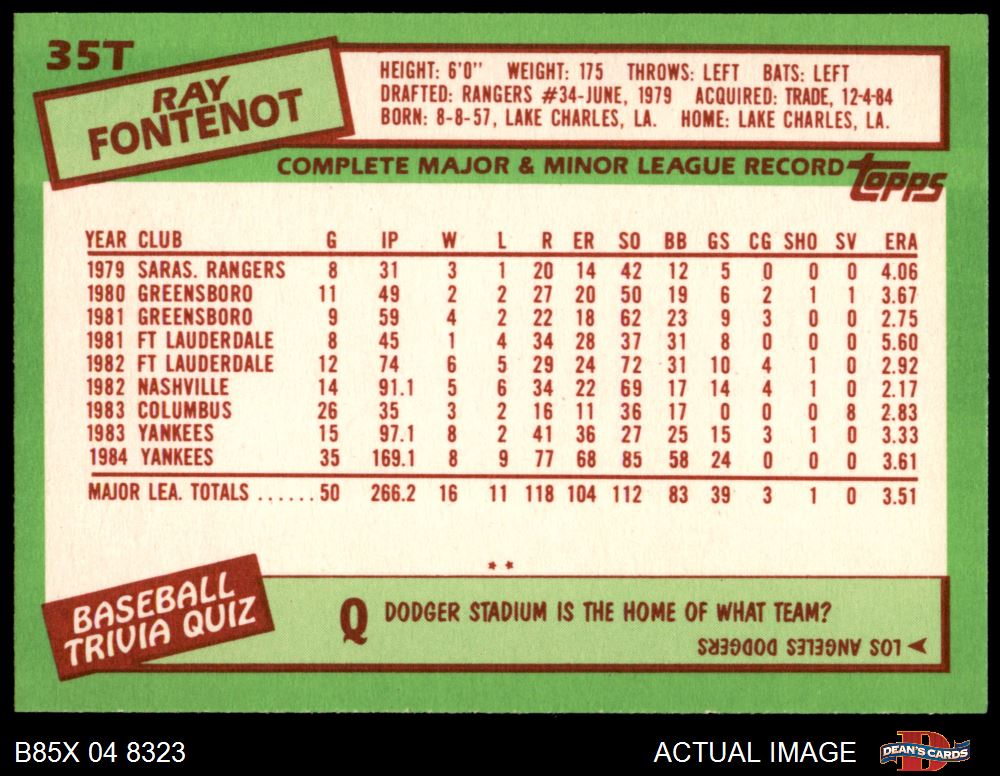 35T
RAY
FONTENOT
HEIGHT: 6'0" WEIGHT: 175 THROWS: LEFT BATS: LEFT
DRAFTED: RANGERS #34-JUNE, 1979 ACQUIRED: TRADE, 12-4-84
BORN: 8-8-57, LAKE CHARLES, LA. HOME: LAKE CHARLES, LA.
COMPLETE MAJOR & MINOR LEAGUE RECORD topps
YEAR CLUB G IP W L R ER SO BB GS CG SHO SV ERA
1979 SARAS. RANGERS 8 31 3 1 20 14 42 12 5 0 0 0 4.06
1980 GREENSBORO 11 49 2 2 27 20 50 19 6 2 1 1 3.67
1981 GREENSBORO 9 59 4 2 22 18 62 23 9 3 0 0 2.75
1981 FT LAUDERDALE 8 45 1 4 34 28 37 31 8 0 0 0 5.60
1982 FT LAUDERDALE 12 74 6 5 29 24 72 31 10 4 1 0 2.92
1982 NASHVILLE 14 91.1 5 6 34 22 69 17 14 4 1 0 2.17
1983 COLUMBUS 26 35 3 2 16 11 36 17 0 0 0 8 2.83
1983 YANKEES 15 97.1 8 2 41 36 27 25 15 3 1 0 3.33
1984 YANKEES 35 169.1 8 9 77 68 85 58 24 0 0 0 3.61
MAJOR LEA. TOTALS ...... 50 266.2 16 11 118 104 112 83 39 3 1 0 3.51
* *
BASEBALL
TRIVIA QUIZ
Q DODGER STADIUM IS THE HOME OF WHAT TEAM?
LOS ANGELES DODGERS
B85X 04 8323
ACTUAL IMAGE
D
DEAN'S CARDS